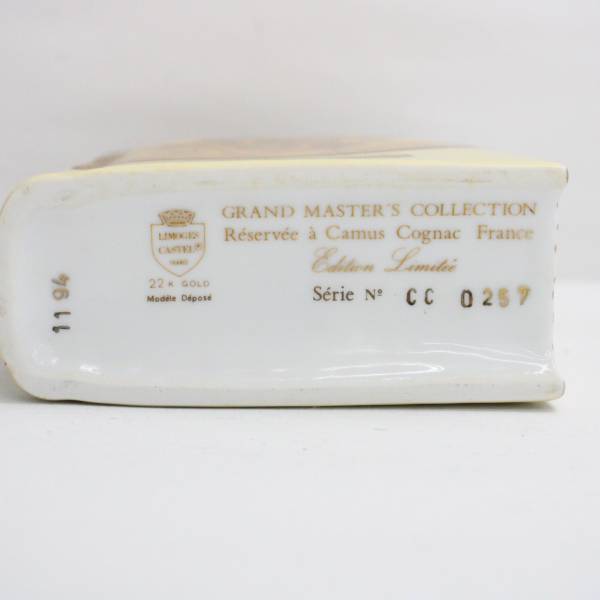 GRAND MASTER'S COLLECTION
Réservée à Camus Cognac France
Edition Limitée
Série Nº CC 0257
LIMOGES
CASTEL®
22 K GOLD
Modèle Déposé
11 94